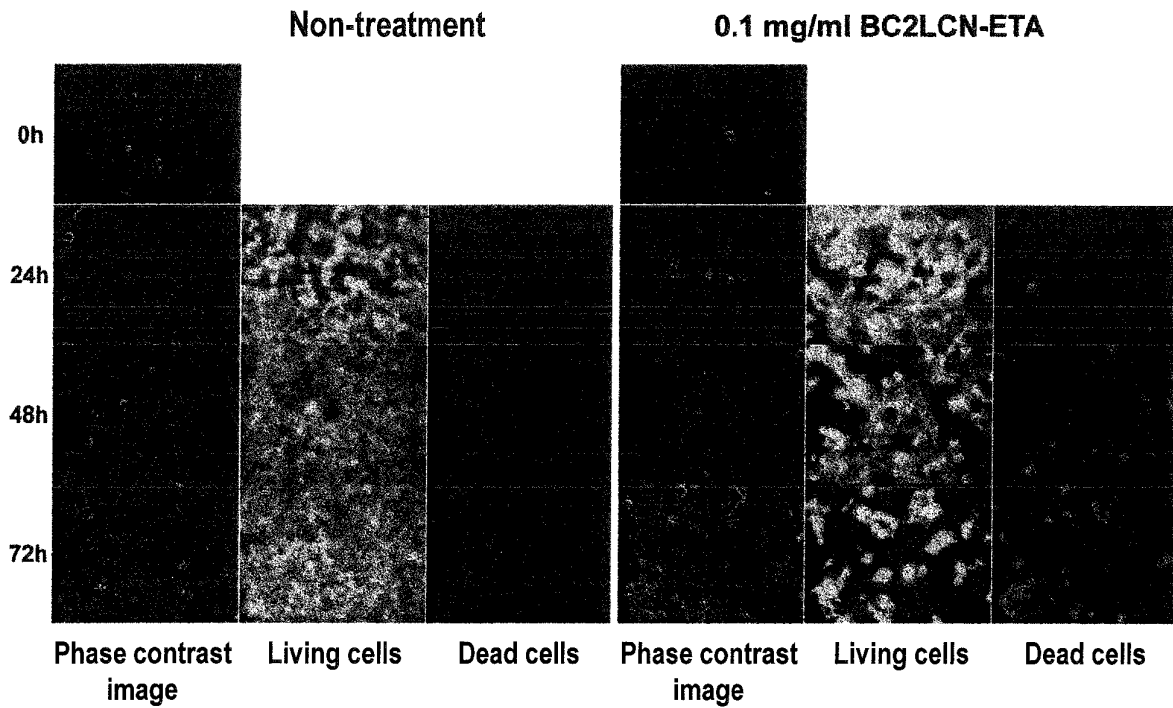 Non-treatment
0.1 mg/ml BC2LCN-ETA
0h
24h
48h
72h
Phase contrast
image
Living cells
Dead cells
Phase contrast
image
Living cells
Dead cells